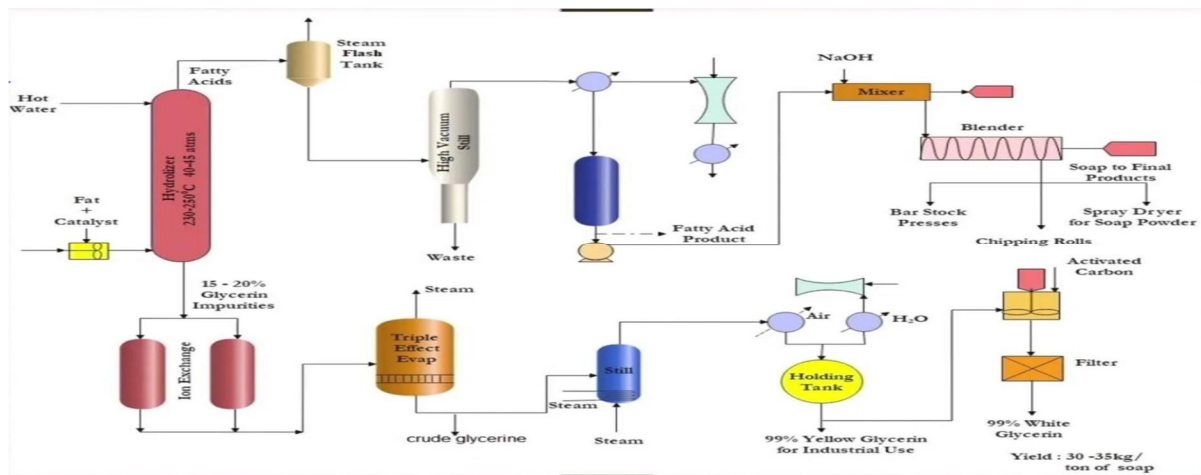 Steam
Flash
Tank
Fatty
Acids
Hot
Water
Hydrolizer
230-250°C 40-45 atms
High Vacuum
Still
NaOH
Mixer
Blender
Soap to Final
Products
Bar Stock
Presses
Spray Dryer
for Soap Powder
Chipping Rolls
Fat
+
Catalyst
Fatty Acid
Product
Waste
15 - 20%
Glycerin
Impurities
Ion Exchange
Steam
Triple
Effect
Evap
crude glycerine
Still
Steam
Steam
Air
H₂O
Holding
Tank
99% Yellow Glycerin
for Industrial Use
Activated
Carbon
Filter
99% White
Glycerin
Yield : 30 -35kg/
ton of soap